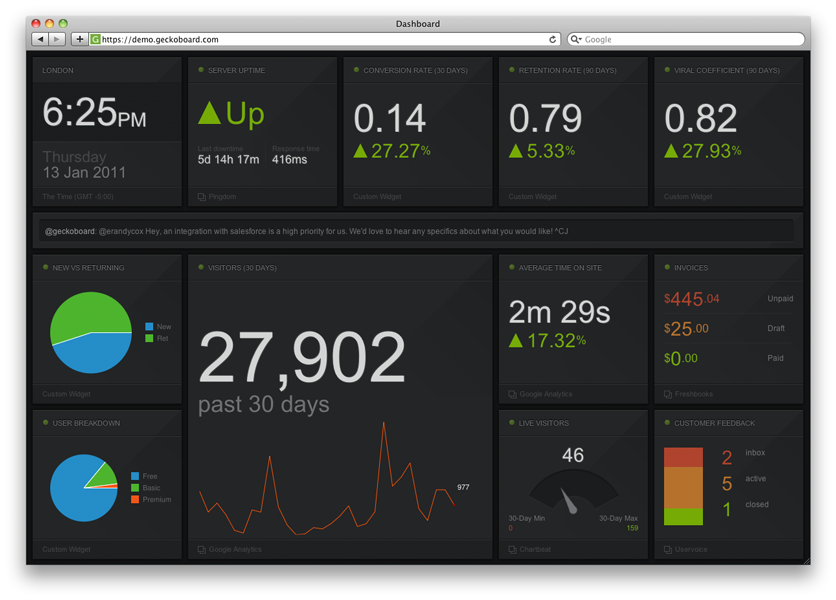 Dashboard
https://demo.geckoboard.com
Google
LONDON
6:25PM
Thursday
13 Jan 2011
The Time (GMT -5:00)
SERVER UPTIME
Up
Last downtime
Response time
5d 14h 17m
416ms
Pingdom
CONVERSION RATE (30 DAYS)
0.14
27.27%
Custom Widget
RETENTION RATE (90 DAYS)
0.79
5.33%
Custom Widget
VIRAL COEFFICIENT (90 DAYS)
0.82
27.93%
Custom Widget
@geckoboard: @erandycox Hey, an integration with salesforce is a high priority for us. We'd love to hear any specifics about what you would like! ^CJ
NEW VS RETURNING
New
Ret
Custom Widget
VISITORS (30 DAYS)
27,902
past 30 days
977
Google Analytics
AVERAGE TIME ON SITE
2m 29s
17.32%
Google Analytics
INVOICES
$445.04 Unpaid
$25.00 Draft
$0.00 Paid
Freshbooks
USER BREAKDOWN
Free
Basic
Premium
Custom Widget
LIVE VISITORS
46
30-Day Min
0
30-Day Max
159
Chartbeat
CUSTOMER FEEDBACK
2 inbox
5 active
1 closed
Uservoice